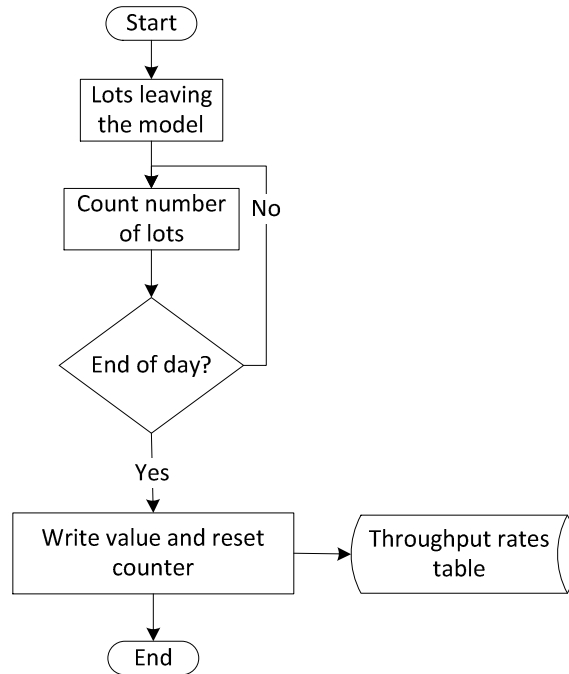 Start
Lots leaving
the model
Count number
of lots
No
End of day?
Yes
Write value and reset
counter
Throughput rates
table
End